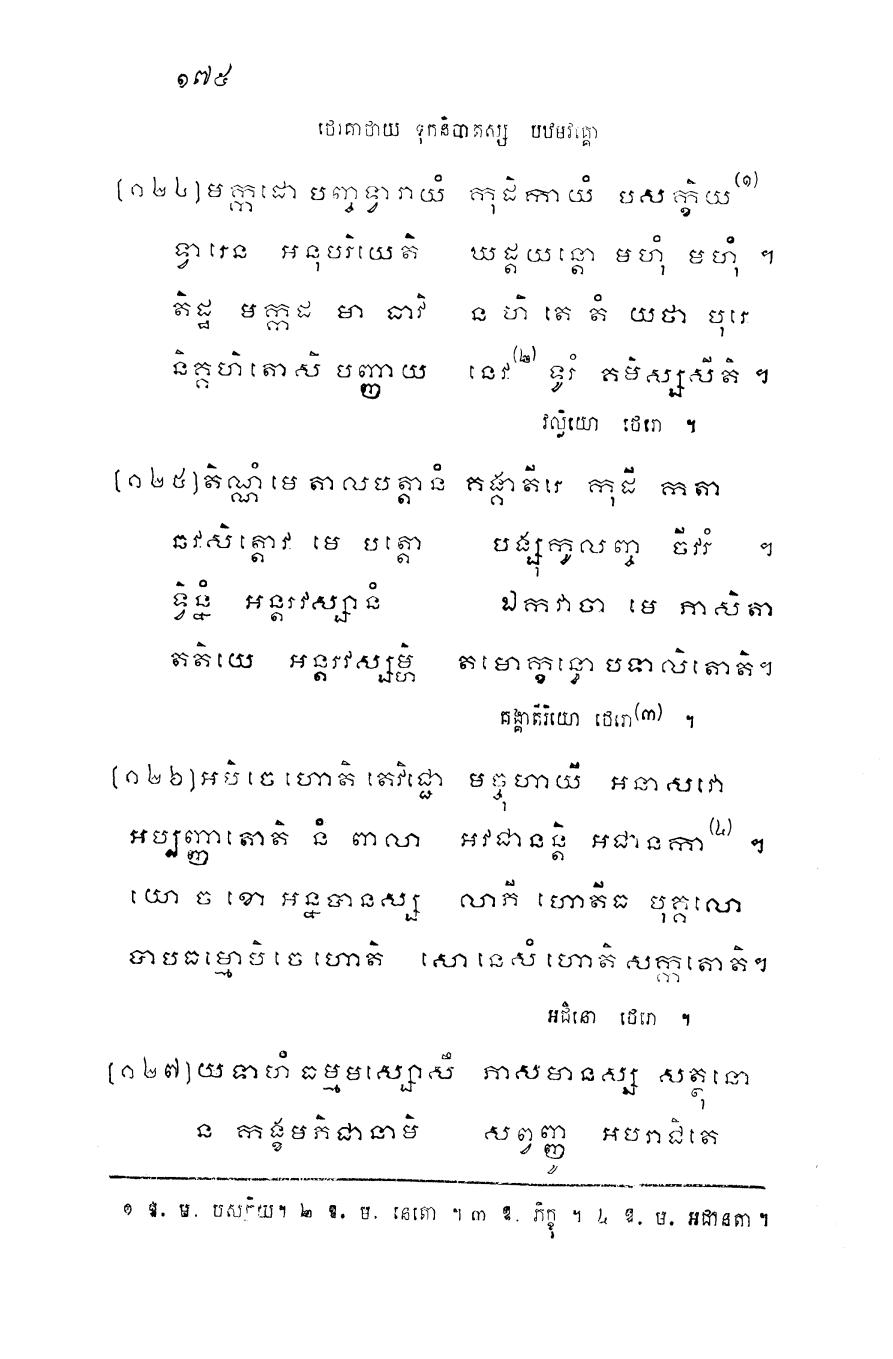 ១៧៥
ថេរគាថាយ ទុកនិបាតស្ស បឋមវគ្គោ
(១២៤) មក្កដោ បញ្ចទ្វារាយំ កុដិកាយំ បសក្ខិយ(១)
ទ្វារេន អនុបរិយេតិ ឃដ្តយន្តោ មហុំ មហុំ ។
តិដ្ឋ មក្កដ មា ធាវិ ន ហិ តេ តំ យថា បុរេ
និគ្គហិតោសិ បញ្ញាយ នេវ(២) ទូរំ គមិស្សសីតិ ។
វល្លិយោ ថេរោ ។
(១២៥) តិណ្ណំ មេ តាលបត្តានំ គង្គាតីរេ កុដី កតា
ឆវសិត្តោវ មេ បត្តោ បង្សុកូលញ្ច ចីវរំ ។
ទ្វិន្នំ អន្តរវស្សានំ ឯកវាចា មេ ភាសិតា
តតិយេ អន្តរវស្សម្ហិ តមោក្ខន្ធោ បទាលិតោតិ។
គង្គាតីរិយោ ថេរោ(៣) ។
(១២៦) អបិ ចេ ហោតិ តេវិជ្ជោ មច្ចុហាយី អនាសវោ
អប្បញ្ញាតោតិ នំ ពាលា អវជានន្តិ អជានកា(៤) ។
យោ ច ខោ អន្នបានស្ស លាភី ហោតីធ បុគ្គលោ
បាបធម្មោបិ ចេ ហោតិ សោ នេសំ ហោតិ សក្កតោតិ។
អជិនោ ថេរោ ។
(១២៧) យទាហំ ធម្មមស្សោសឹ ភាសមានស្ស សត្ថុនោ
ន កង្ខមភិជានាមិ សព្វញ្ញូ អបរាជិតេ
១ ឱ. ម. បសក្កិយ។ ២ ឱ. ម. នេតោ ។ ៣ ឱ. ភិក្ខុ ។ ៤ ឱ. ម. អជានតា។